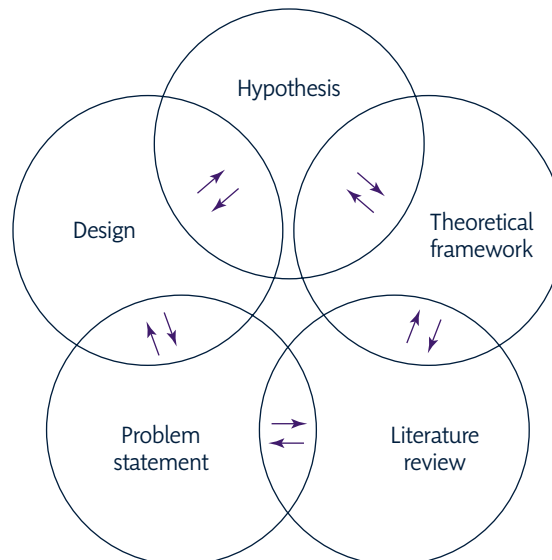 Hypothesis
Design
Theoretical
framework
Problem
statement
Literature
review